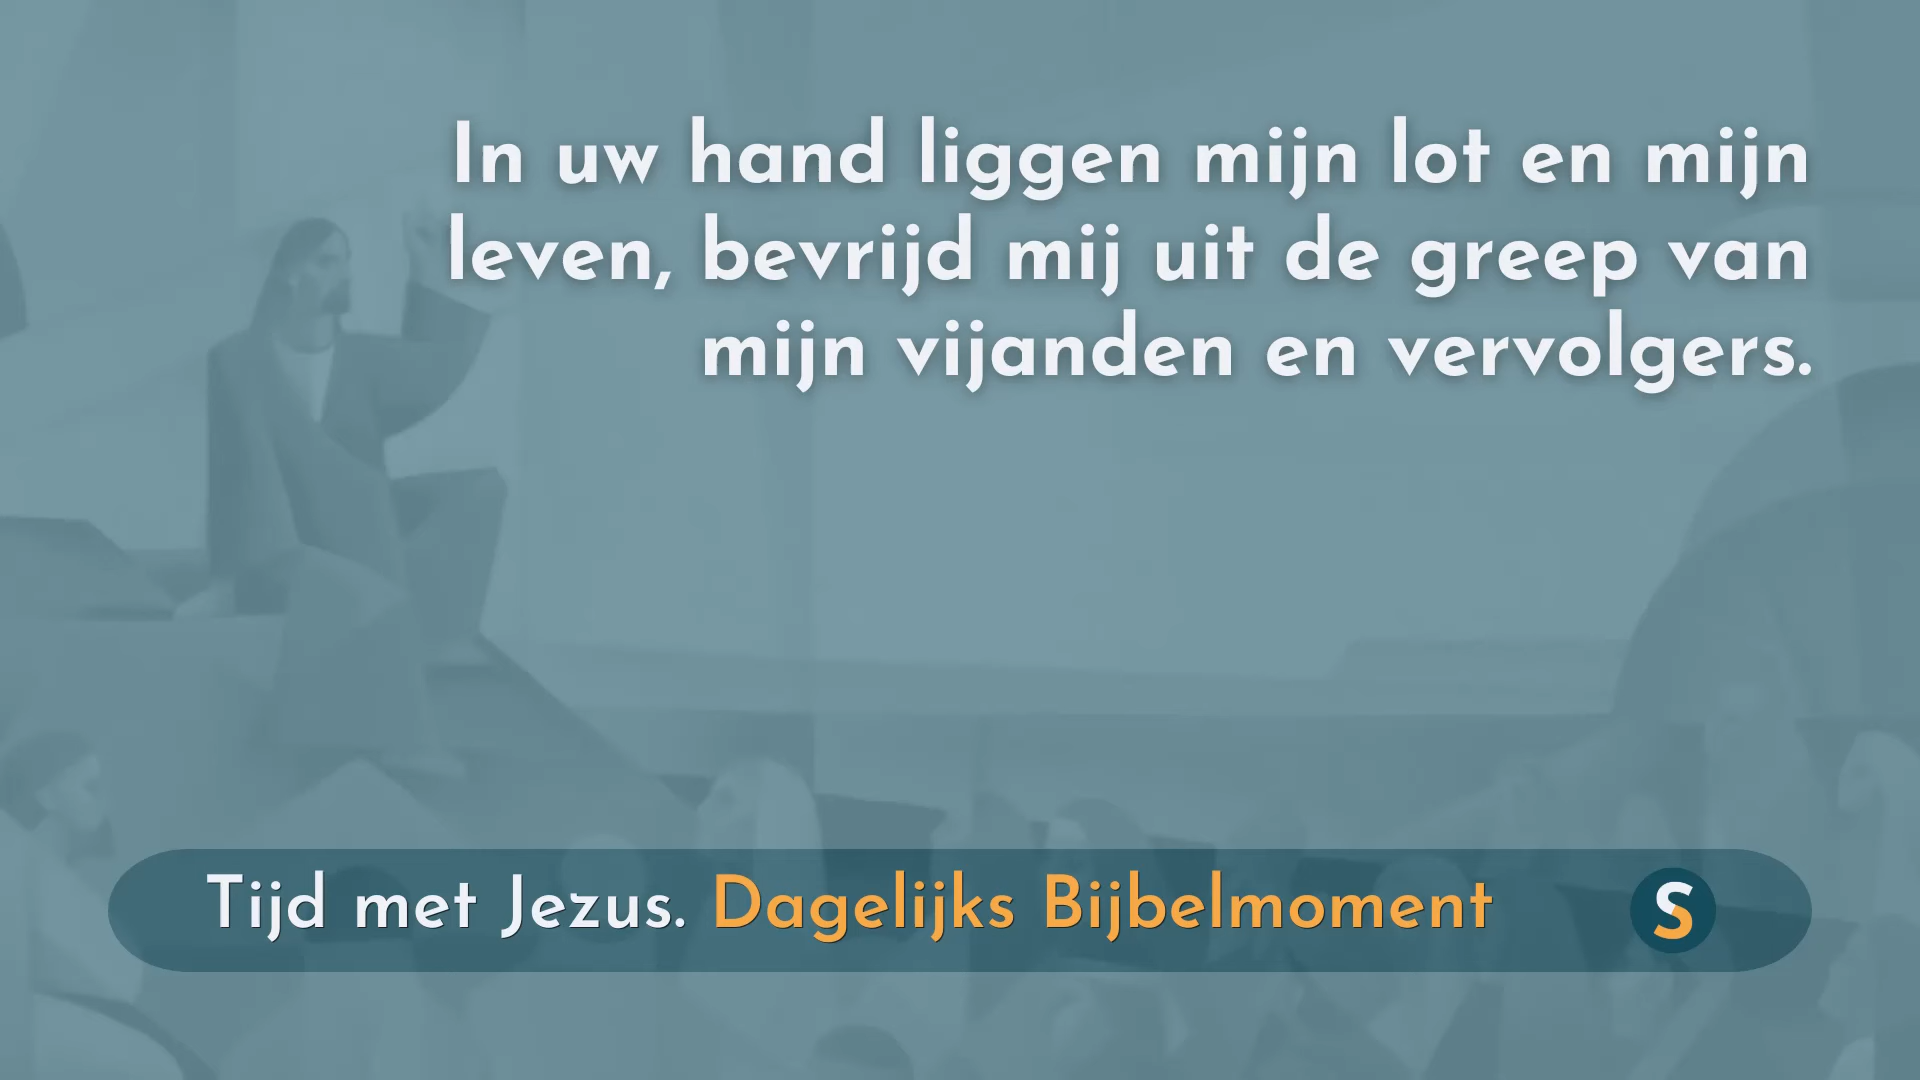 In uw hand liggen mijn lot en mijn
leven, bevrijd mij uit de greep van
mijn vijanden en vervolgers.
Tijd met Jezus. Dagelijks Bijbelmoment
S